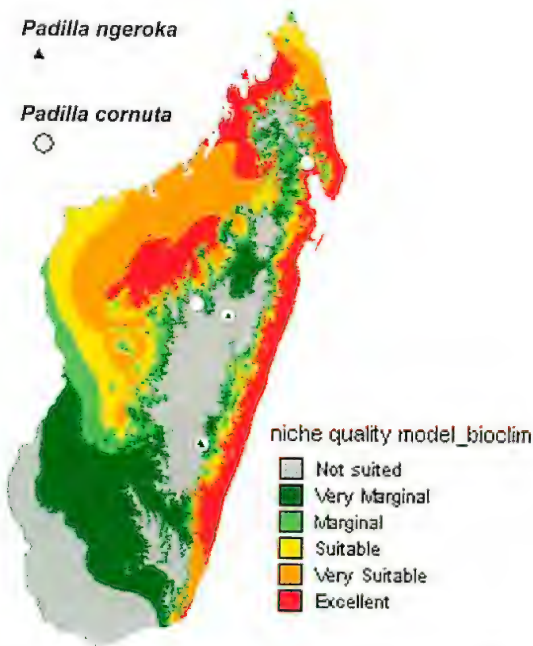 Padilla ngeroka
Padilla cornuta
niche quality model_bioclim
Not suited
Very Marginal
Marginal
Suitable
Very Suitable
Excellent